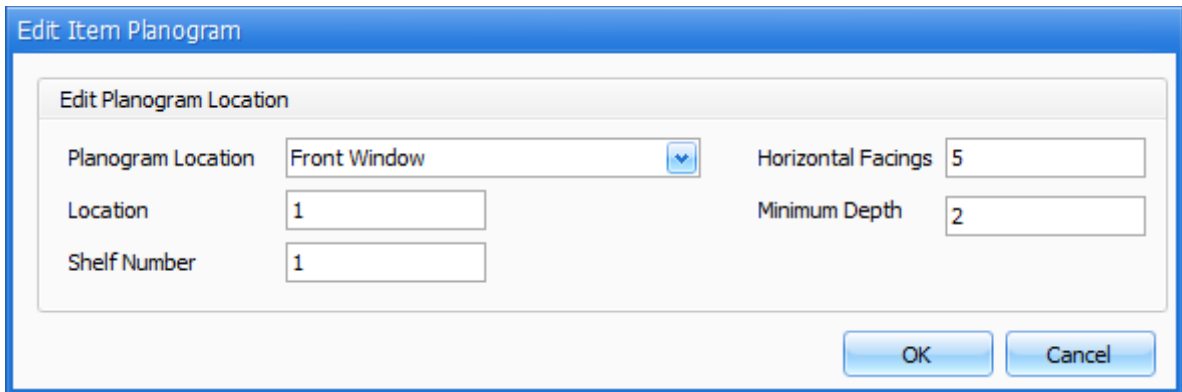 Edit Item Planogram
Edit Planogram Location
Planogram Location Front Window Horizontal Facings 5
Location 1 Minimum Depth 2
Shelf Number 1
OK Cancel